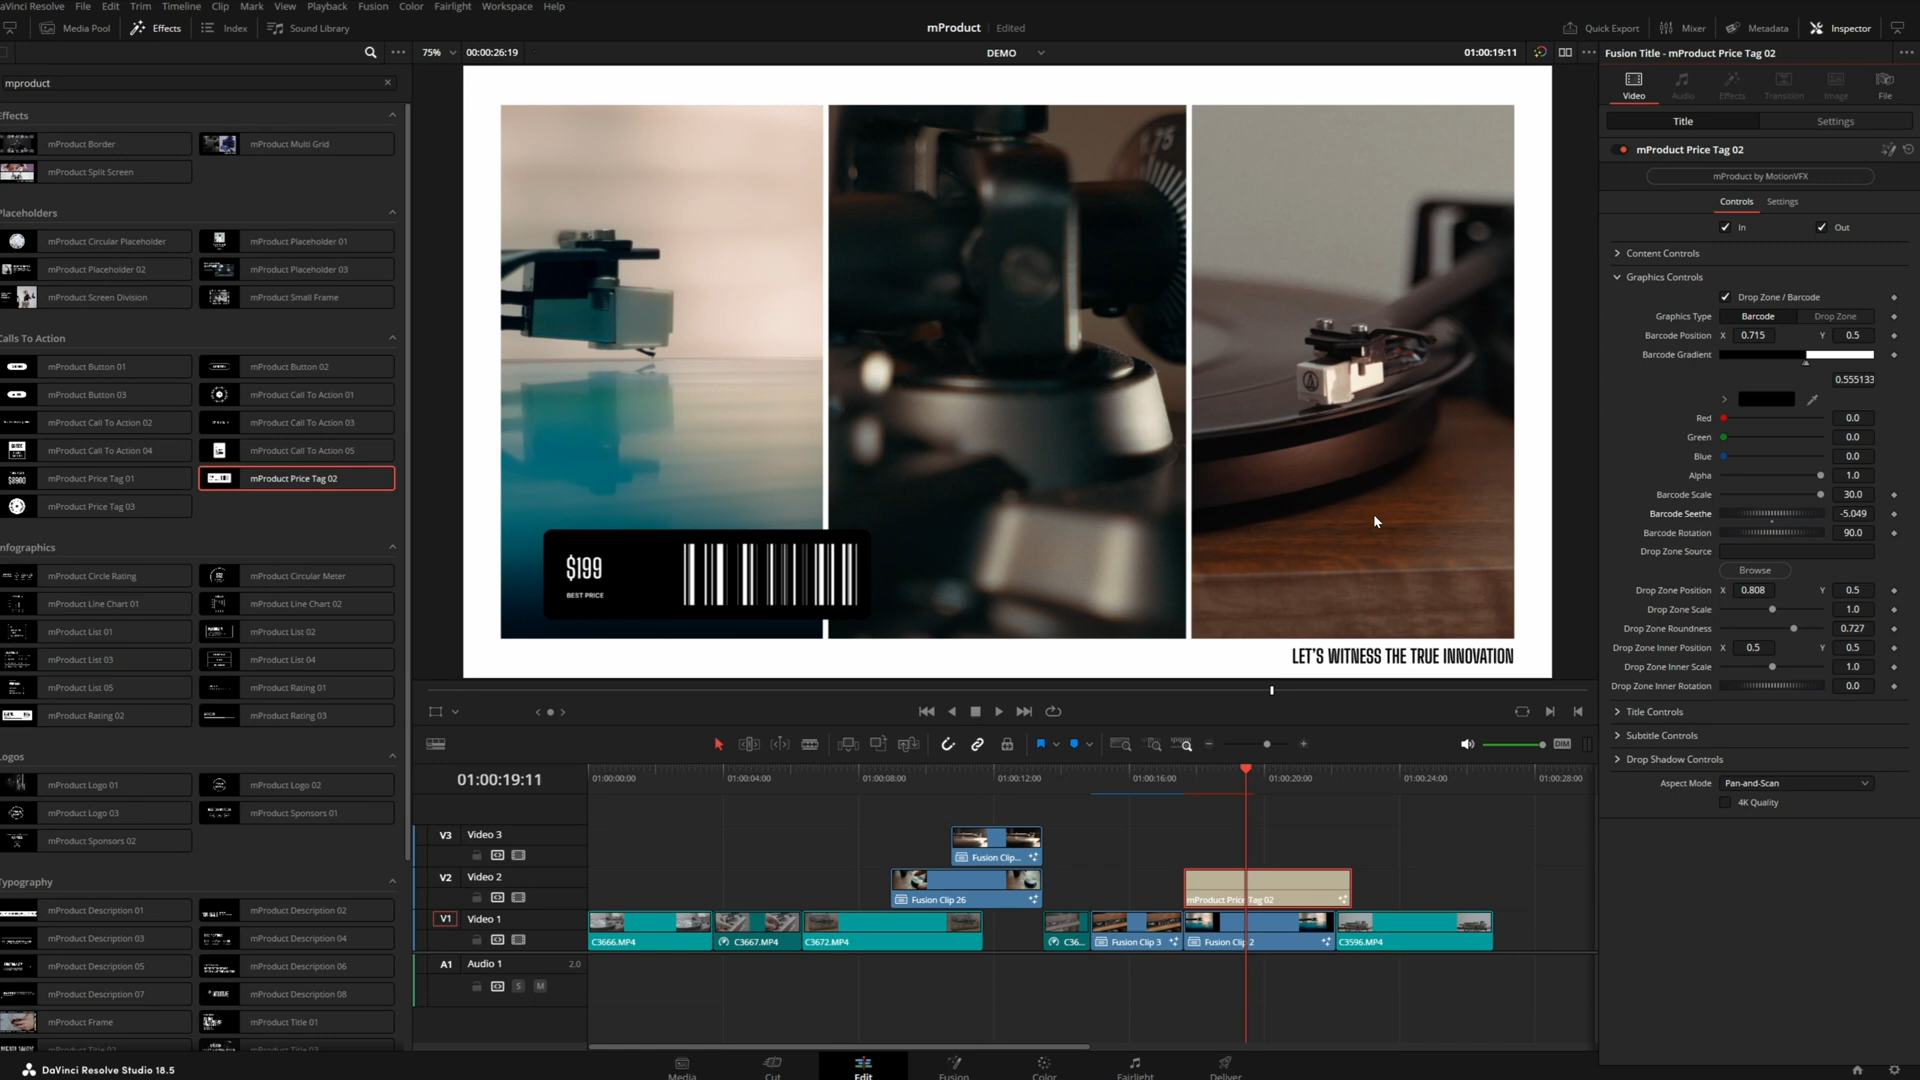 DaVinci Resolve File Edit Trim Timeline Clip Mark View Playback Fusion Color Fairlight Workspace Help
Media Pool Effects Index Sound Library
mProduct Edited
Quick Export Mixer Metadata Inspector
75% 00:00:26:19 DEMO 01:00:19:11
Fusion Title - mProduct Price Tag 02
mproduct
Effects
mProduct Border mProduct Multi Grid
mProduct Split Screen
Placeholders
mProduct Circular Placeholder mProduct Placeholder 01
mProduct Placeholder 02 mProduct Placeholder 03
mProduct Screen Division mProduct Small Frame
Calls To Action
mProduct Button 01 mProduct Button 02
mProduct Button 03 mProduct Call To Action 01
mProduct Call To Action 02 mProduct Call To Action 03
mProduct Call To Action 04 mProduct Call To Action 05
mProduct Price Tag 01 mProduct Price Tag 02
mProduct Price Tag 03
Infographics
mProduct Circle Rating mProduct Circular Meter
mProduct Line Chart 01 mProduct Line Chart 02
mProduct List 01 mProduct List 02
mProduct List 03 mProduct List 04
mProduct List 05 mProduct Rating 01
mProduct Rating 02 mProduct Rating 03
Logos
mProduct Logo 01 mProduct Logo 02
mProduct Logo 03 mProduct Sponsors 01
mProduct Sponsors 02
Typography
mProduct Description 01 mProduct Description 02
mProduct Description 03 mProduct Description 04
mProduct Description 05 mProduct Description 06
mProduct Description 07 mProduct Description 08
mProduct Frame mProduct Title 01
mProduct Title 02 mProduct Title 03
1.75
$199
BEST PRICE
LET'S WITNESS THE TRUE INNOVATION
Video Audio Effects Transition Image File
Title Settings
mProduct Price Tag 02
mProduct by MotionVFX
Controls Settings
In Out
Content Controls
Graphics Controls
Drop Zone / Barcode
Graphics Type Barcode Drop Zone
Barcode Position X 0.715 Y 0.5
Barcode Gradient
0.555133
Red 0.0
Green 0.0
Blue 0.0
Alpha 1.0
Barcode Scale 30.0
Barcode Seethe -5.049
Barcode Rotation 90.0
Drop Zone Source
Browse
Drop Zone Position X 0.808 Y 0.5
Drop Zone Scale 1.0
Drop Zone Roundness 0.727
Drop Zone Inner Position X 0.5 Y 0.5
Drop Zone Inner Scale 1.0
Drop Zone Inner Rotation 0.0
Title Controls
Subtitle Controls
Drop Shadow Controls
Aspect Mode Pan-and-Scan
4K Quality
DIM
01:00:19:11 01:00:00:00 01:00:04:00 01:00:08:00 01:00:12:00 01:00:16:00 01:00:20:00 01:00:24:00 01:00:28:00
V3 Video 3
Fusion Clip...
V2 Video 2
Fusion Clip 26 mProduct Price Tag 02
V1 Video 1
C3666.MP4 C3667.MP4 C3672.MP4 C36... Fusion Clip 3 Fusion Clip 2 C3596.MP4
A1 Audio 1 2.0
S M
DaVinci Resolve Studio 18.5
Media Cut Edit Fusion Color Fairlight Deliver